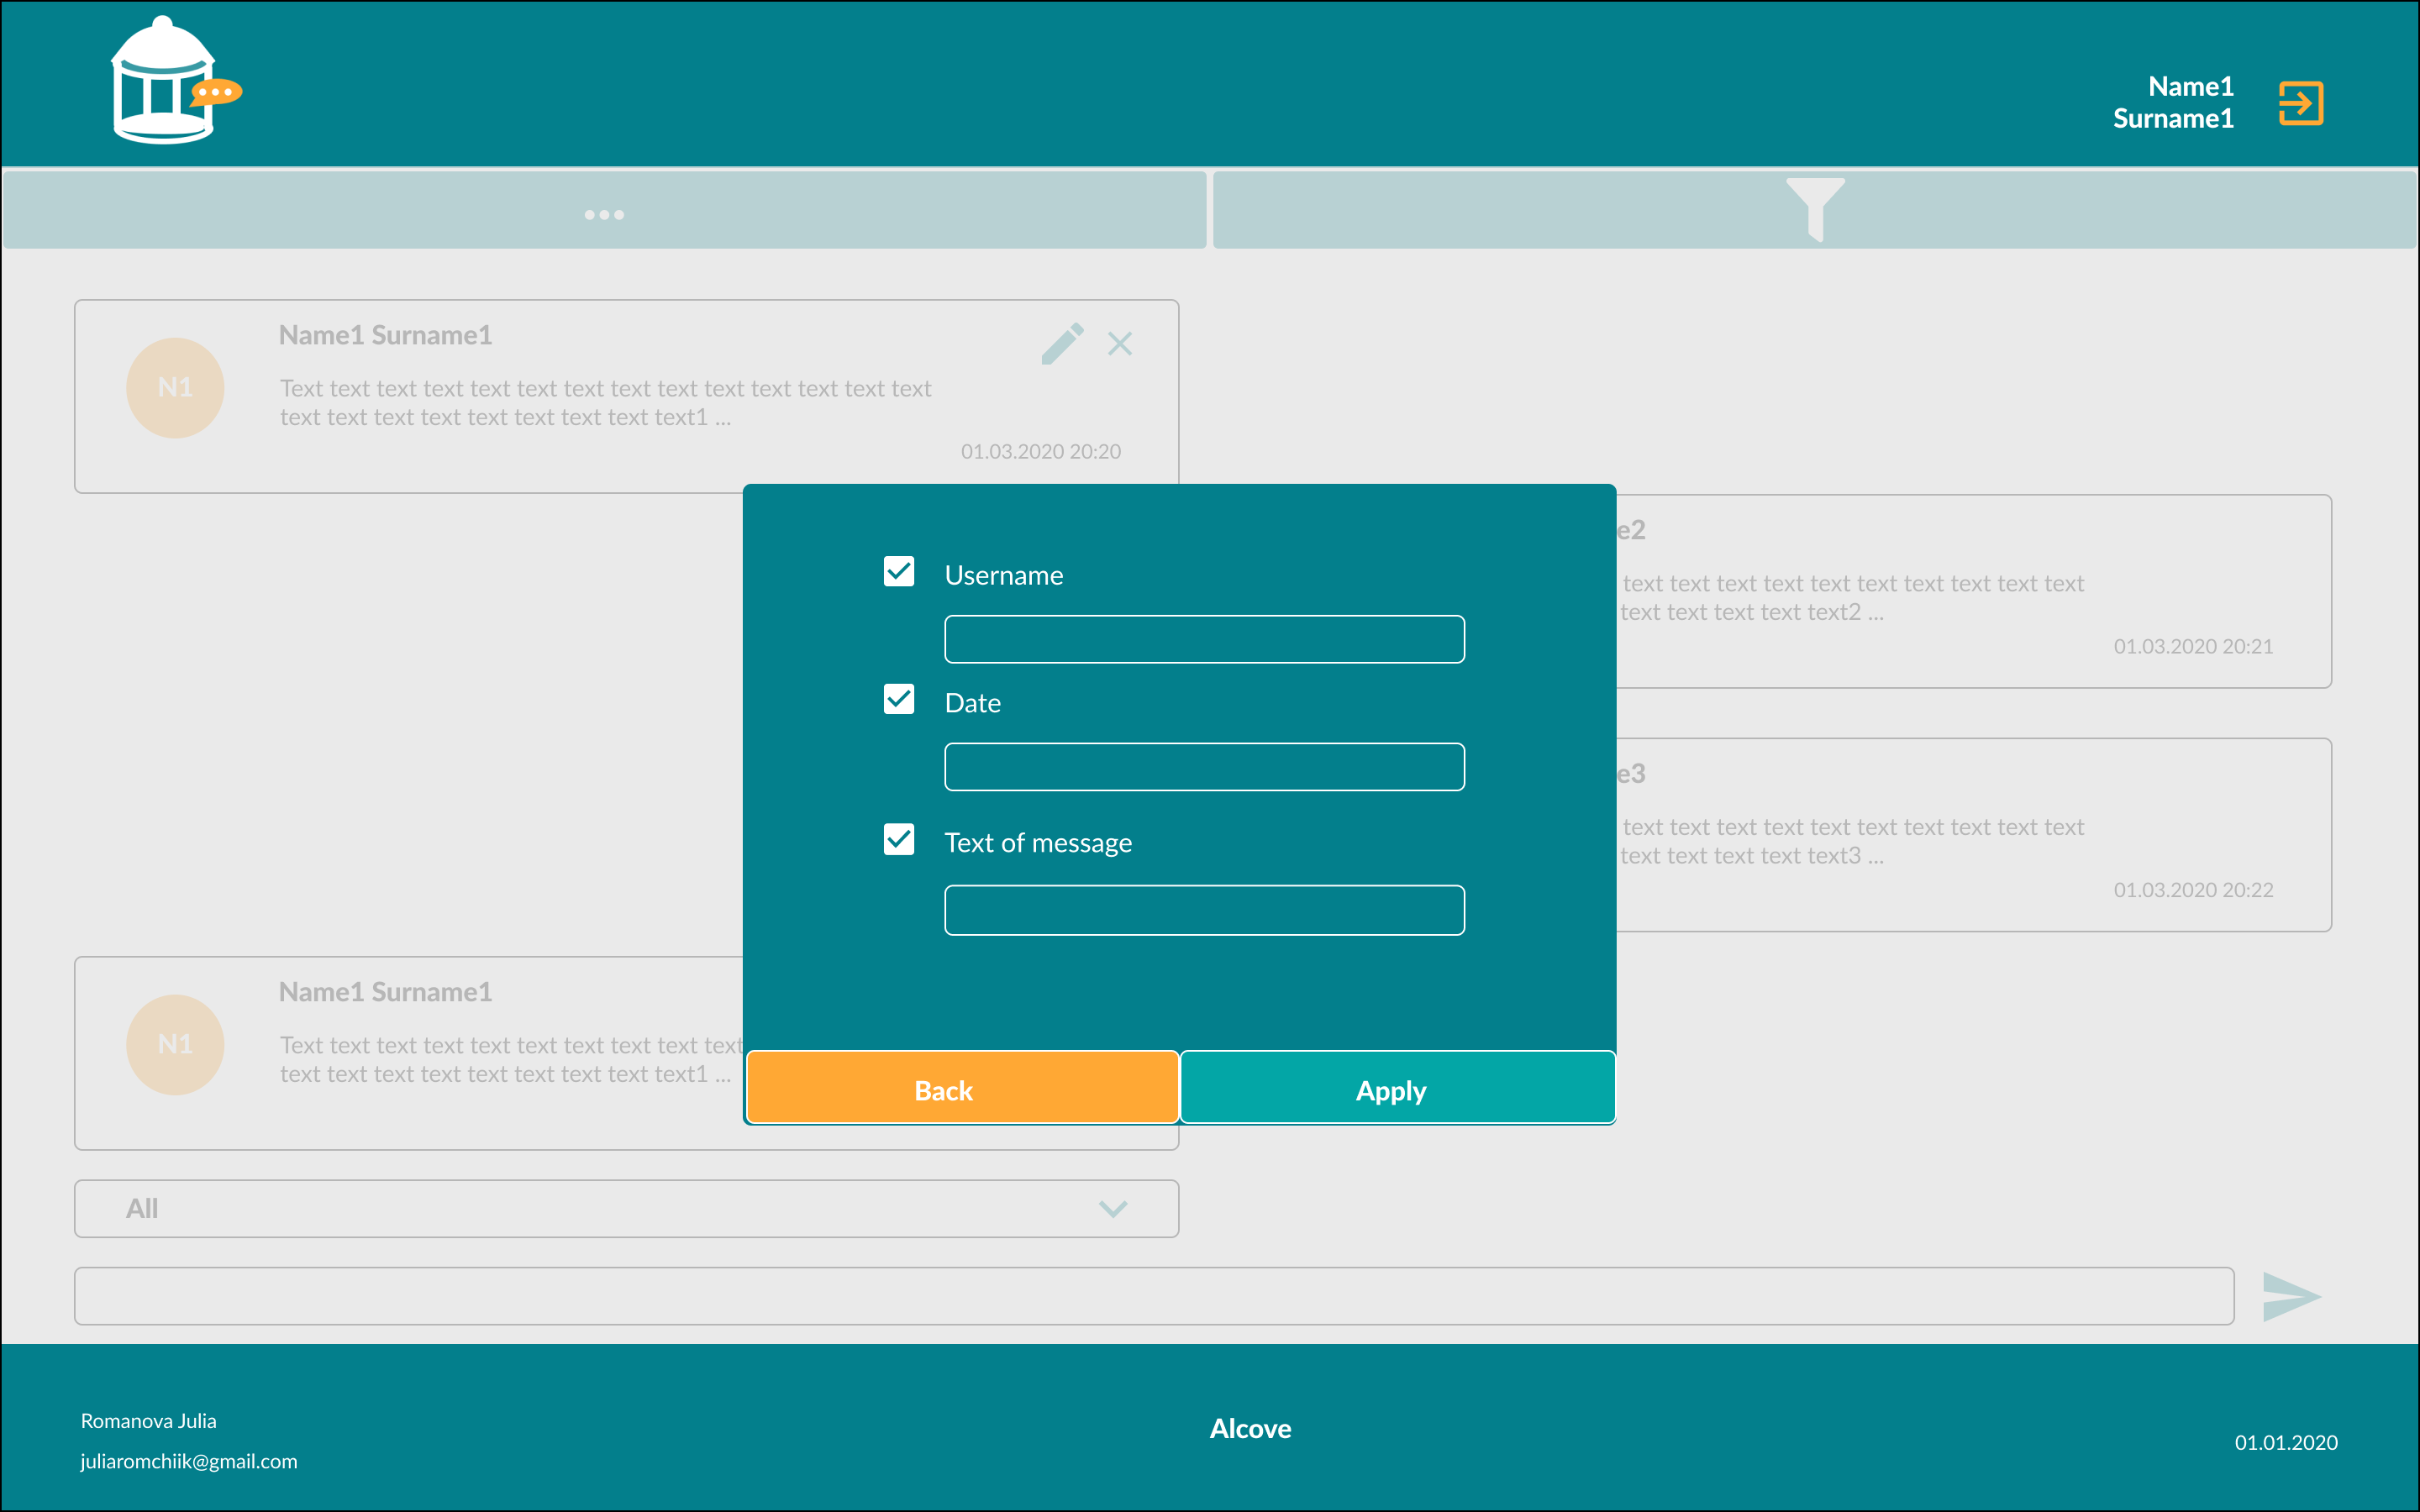 Name1
Surname1
Name1 Surname1
N1
Text text text text text text text text text text text text text text
text text text text text text text text text1 ...
01.03.2020 20:20
e2
text text text text text text text text text text
text text text text text2 ...
01.03.2020 20:21
Username
Date
Text of message
Back
Apply
e3
text text text text text text text text text text
text text text text text3 ...
01.03.2020 20:22
Name1 Surname1
N1
Text text text text text text text text text text
text text text text text text text text text1 ...
All
Romanova Julia
juliaromchiik@gmail.com
Alcove
01.01.2020